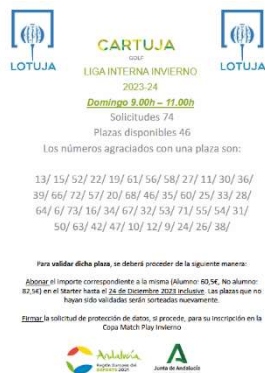 LOTUJA
CARTUJA
GOLF
LOTUJA
LIGA INTERNA INVIERNO
2023-24
Domingo 9.00h – 11.00h
Solicitudes 74
Plazas disponibles 46
Los números agraciados con una plaza son:
13/ 15/ 52/ 22/ 19/ 61/ 56/ 58/ 27/ 11/ 30/ 36/
39/ 66/ 72/ 57/ 20/ 68/ 46/ 35/ 60/ 25/ 33/ 28/
64/ 6/ 73/ 16/ 34/ 67/ 32/ 53/ 71/ 55/ 54/ 31/
50/ 63/ 42/ 47/ 10/ 12/ 9/ 24/ 26/ 38/
Para validar dicha plaza, se deberá proceder de la siguiente manera:
Abonar el importe correspondiente a la misma (Alumno: 60,5€, No alumno:
82,5€) en el Starter hasta el 24 de Diciembre 2023 inclusive. Las plazas que no
hayan sido validadas serán sorteadas nuevamente.
Firmar la solicitud de protección de datos, si procede, para su inscripción en la
Copa Match Play Invierno
Andalucía
Región Europea del
Deporte 2021
Junta de Andalucía